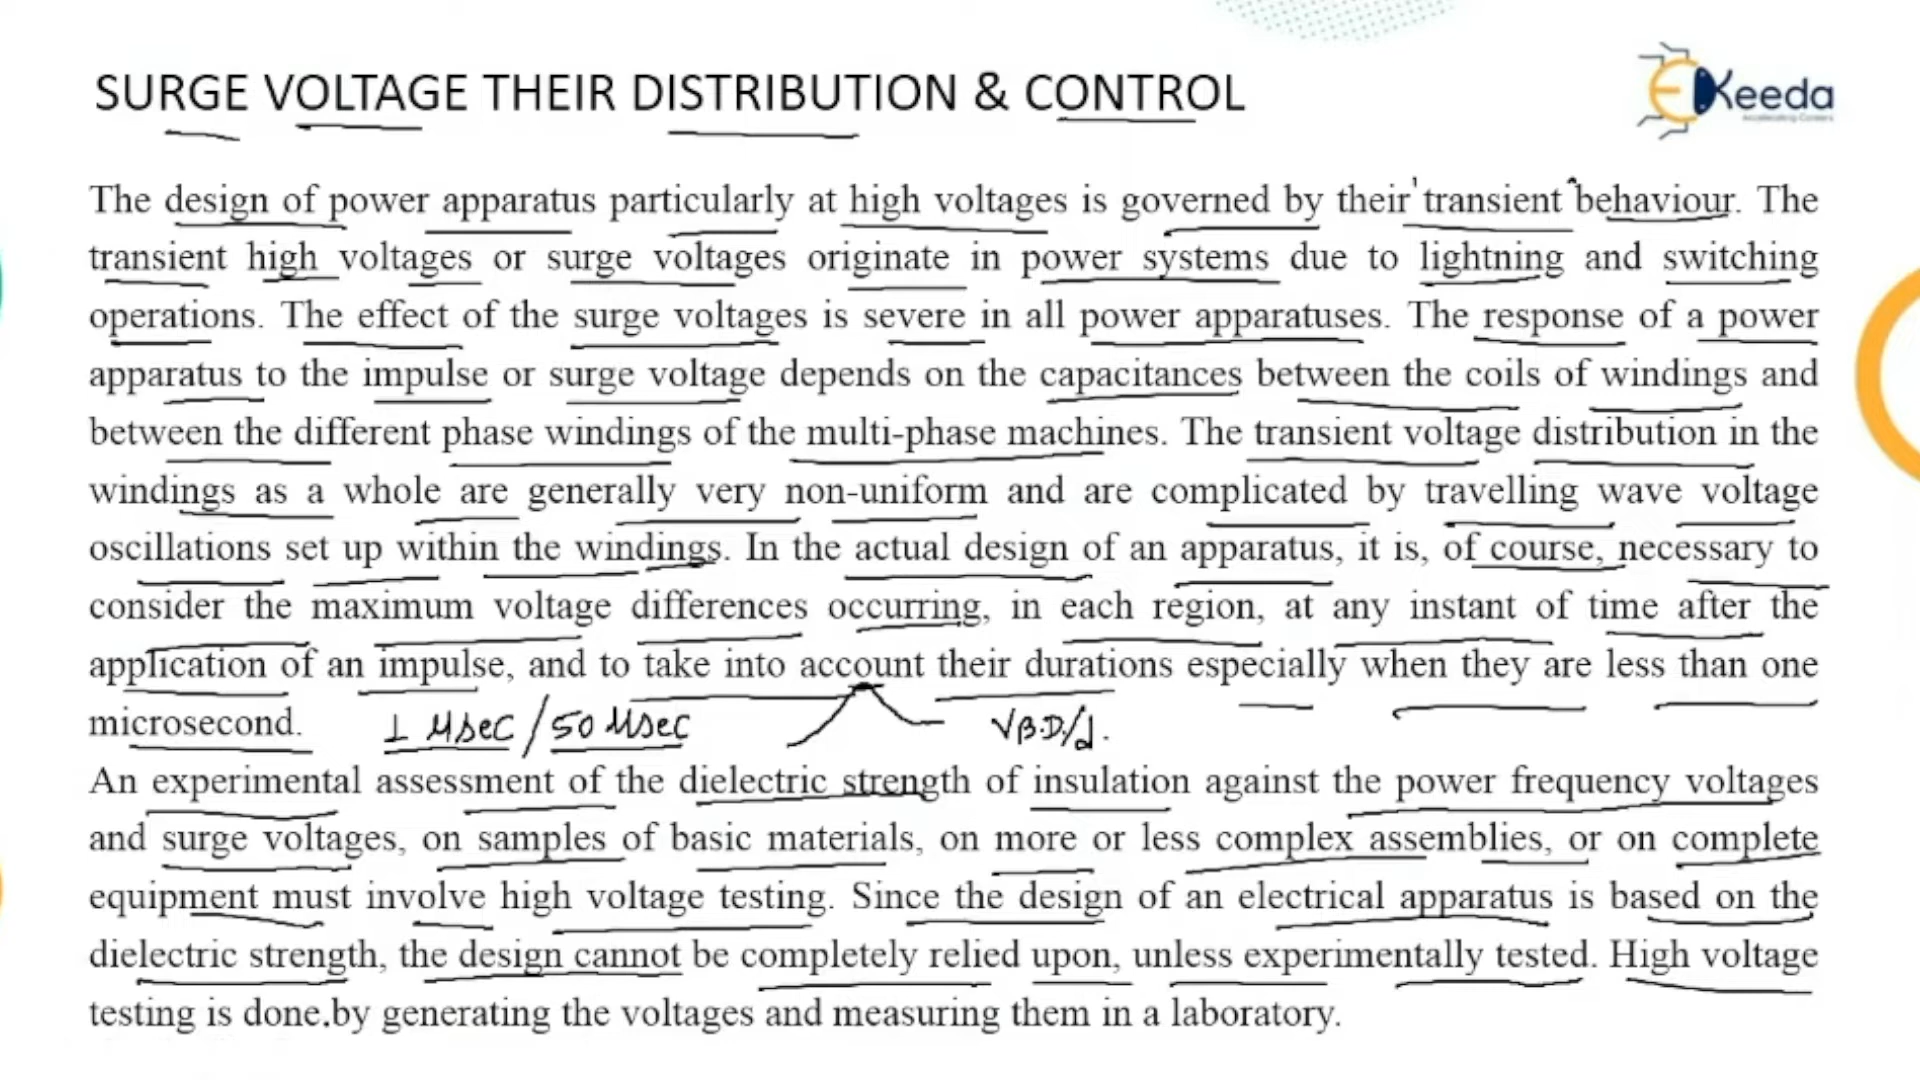 SURGE VOLTAGE THEIR DISTRIBUTION & CONTROL
Keeda
The design of power apparatus particularly at high voltages is governed by their transient behaviour. The
transient high voltages or surge voltages originate in power systems due to lightning and switching
operations. The effect of the surge voltages is severe in all power apparatuses. The response of a power
apparatus to the impulse or surge voltage depends on the capacitances between the coils of windings and
between the different phase windings of the multi-phase machines. The transient voltage distribution in the
windings as a whole are generally very non-uniform and are complicated by travelling wave voltage
oscillations set up within the windings. In the actual design of an apparatus, it is, of course, necessary to
consider the maximum voltage differences occurring, in each region, at any instant of time after the
application of an impulse, and to take into account their durations especially when they are less than one
microsecond. 1 μsec / 50 μsec
An experimental assessment of the dielectric strength of insulation against the power frequency voltages
and surge voltages, on samples of basic materials, on more or less complex assemblies, or on complete
equipment must involve high voltage testing. Since the design of an electrical apparatus is based on the
dielectric strength, the design cannot be completely relied upon, unless experimentally tested. High voltage
testing is done.by generating the voltages and measuring them in a laboratory.